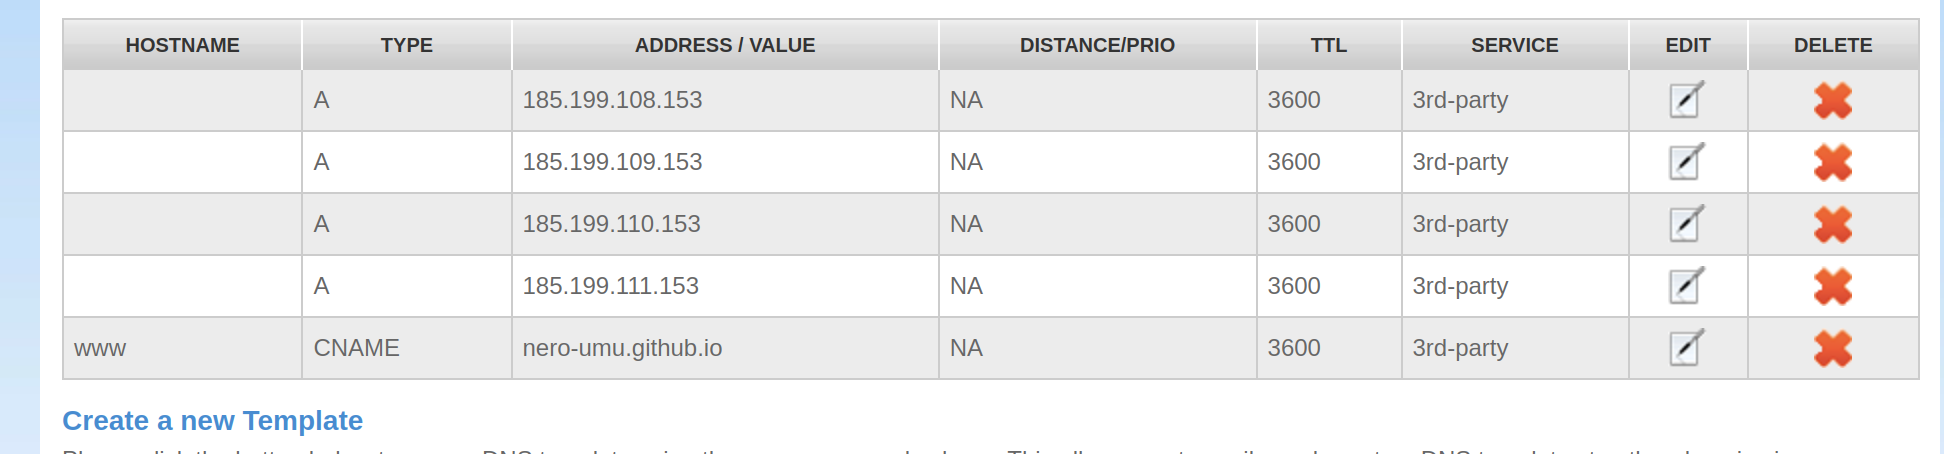 HOSTNAME TYPE ADDRESS / VALUE DISTANCE/PRIO TTL SERVICE EDIT DELETE
A 185.199.108.153 NA 3600 3rd-party
A 185.199.109.153 NA 3600 3rd-party
A 185.199.110.153 NA 3600 3rd-party
A 185.199.111.153 NA 3600 3rd-party
www CNAME nero-umu.github.io NA 3600 3rd-party
Create a new Template